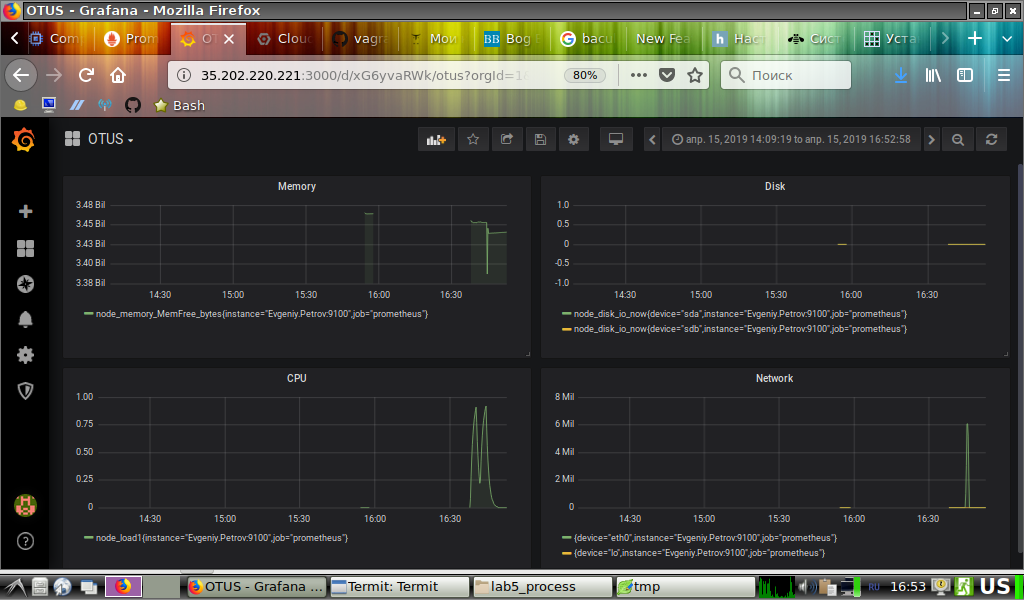 OTUS - Grafana - Mozilla Firefox
Com Prom OT Clou vagra Мои BB Bog B bacu New Fea h Наст Сист Уста
35.202.220.221:3000/d/xG6yvaRWk/otus?orgId=1 80% Поиск
Bash
OTUS апр. 15, 2019 14:09:19 to апр. 15, 2019 16:52:58
Memory
3.48 Bil
3.45 Bil
3.43 Bil
3.40 Bil
3.38 Bil
14:30 15:00 15:30 16:00 16:30
node_memory_MemFree_bytes{instance="Evgeniy.Petrov:9100",job="prometheus"}
Disk
1.0
0.5
0
-0.5
-1.0
14:30 15:00 15:30 16:00 16:30
node_disk_io_now{device="sda",instance="Evgeniy.Petrov:9100",job="prometheus"}
node_disk_io_now{device="sdb",instance="Evgeniy.Petrov:9100",job="prometheus"}
CPU
1.00
0.75
0.50
0.25
0
14:30 15:00 15:30 16:00 16:30
node_load1{instance="Evgeniy.Petrov:9100",job="prometheus"}
Network
8 Mil
6 Mil
4 Mil
2 Mil
0
14:30 15:00 15:30 16:00 16:30
{device="eth0",instance="Evgeniy.Petrov:9100",job="prometheus"}
{device="lo",instance="Evgeniy.Petrov:9100",job="prometheus"}
OTUS - Grafana ... Termit: Termit lab5_process tmp RU 16:53 US